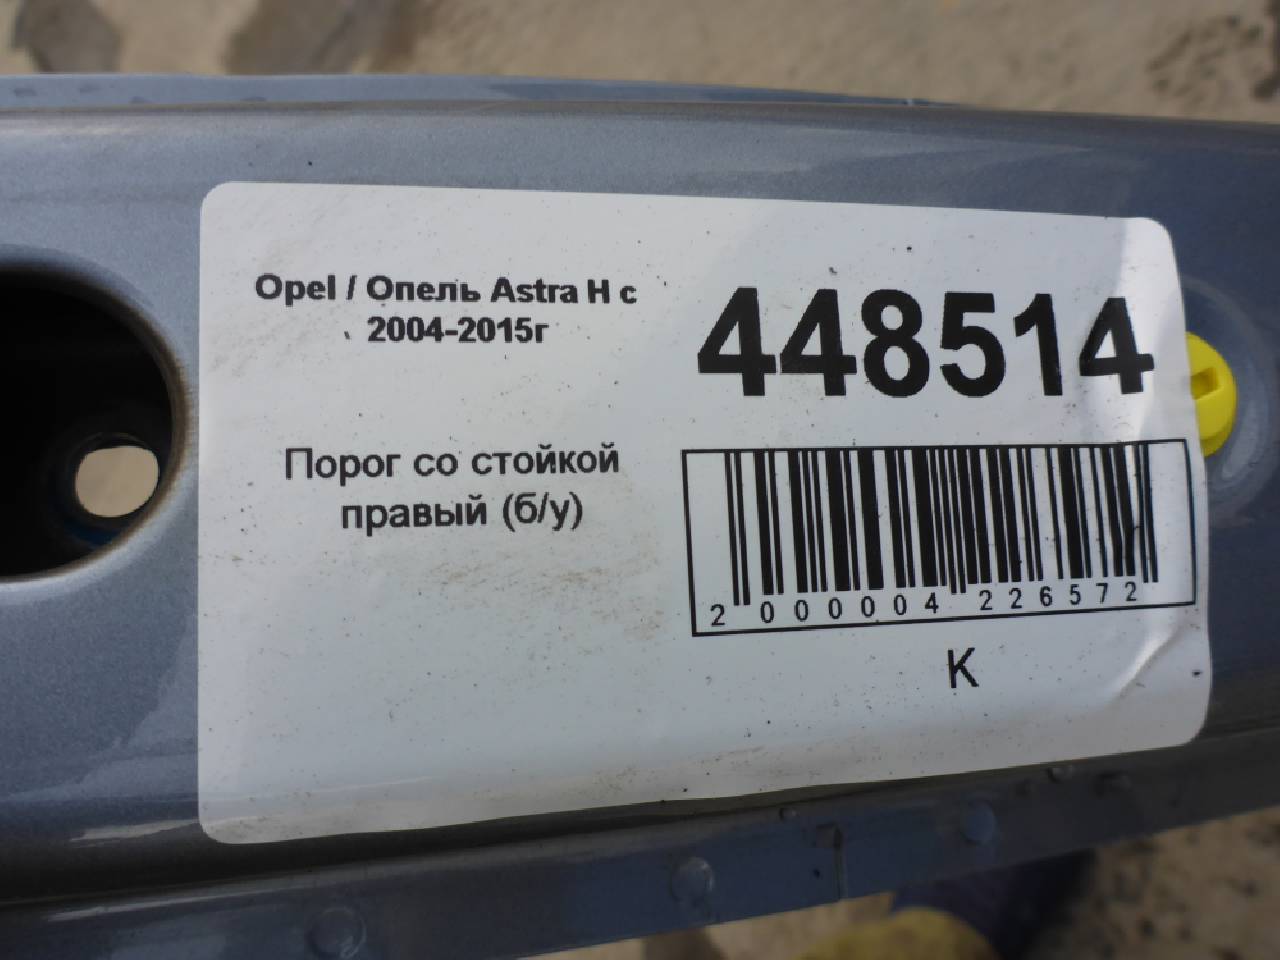 Opel / Опель Astra H с
2004-2015г
448514
Порог со стойкой
правый (б/у)
2 000004 226572
K